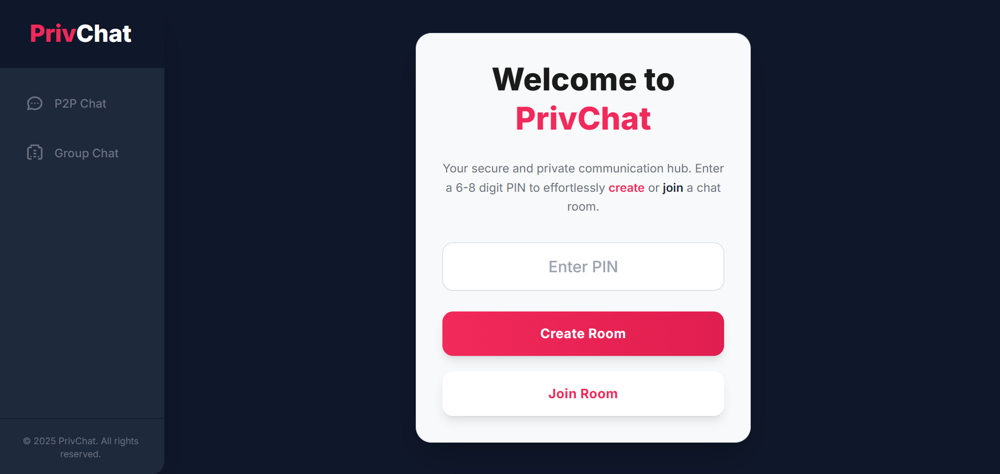 PrivChat
P2P Chat
Group Chat
© 2025 PrivChat. All rights
reserved.
Welcome to
PrivChat
Your secure and private communication hub. Enter
a 6-8 digit PIN to effortlessly create or join a chat
room.
Enter PIN
Create Room
Join Room